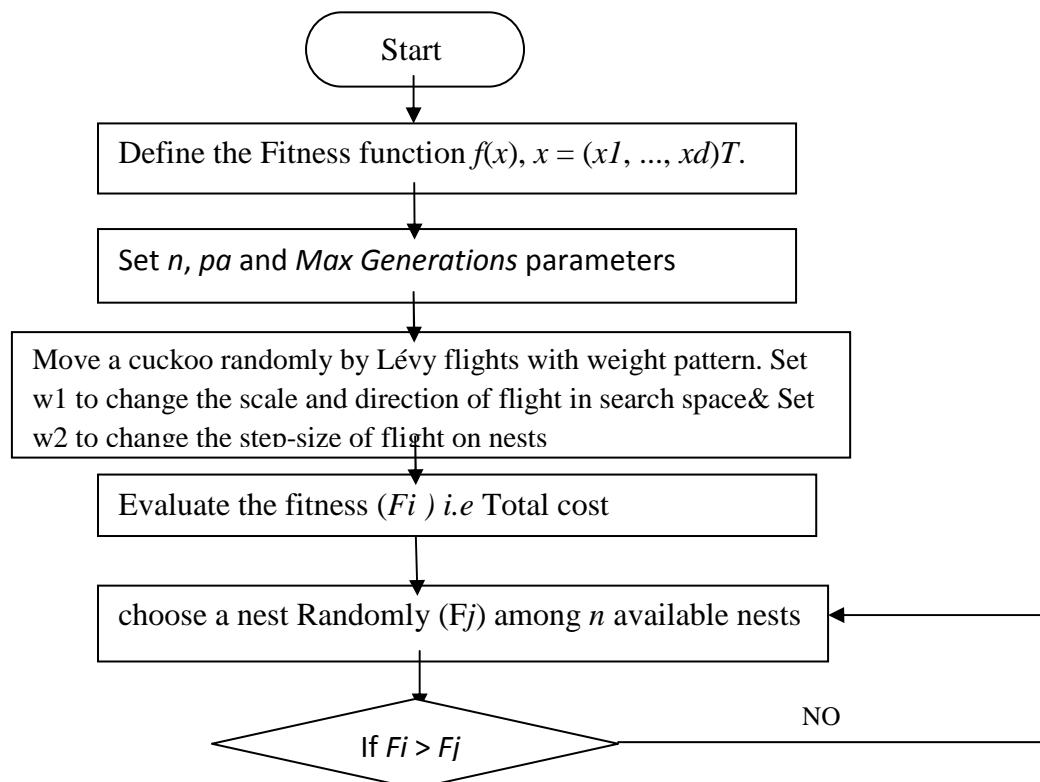 Start
Define the Fitness function f(x), x = (x1, ..., xd)T.
Set n, pa and Max Generations parameters
Move a cuckoo randomly by Lévy flights with weight pattern. Set
w1 to change the scale and direction of flight in search space& Set
w2 to change the step-size of flight on nests
Evaluate the fitness (Fi ) i.e Total cost
choose a nest Randomly (Fj) among n available nests
NO
If Fi > Fj